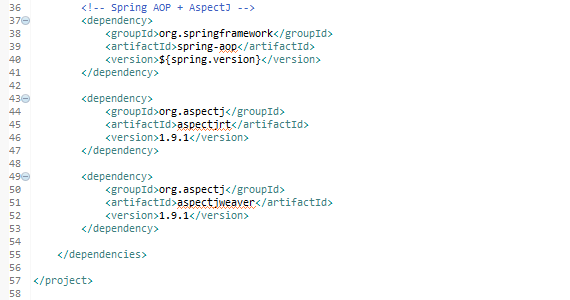 36 <!-- Spring AOP + AspectJ -->
37 <dependency>
38 <groupId>org.springframework</groupId>
39 <artifactId>spring-aop</artifactId>
40 <version>${spring.version}</version>
41 </dependency>
42
43 <dependency>
44 <groupId>org.aspectj</groupId>
45 <artifactId>aspectjrt</artifactId>
46 <version>1.9.1</version>
47 </dependency>
48
49 <dependency>
50 <groupId>org.aspectj</groupId>
51 <artifactId>aspectjweaver</artifactId>
52 <version>1.9.1</version>
53 </dependency>
54
55 </dependencies>
56
57 </project>
58